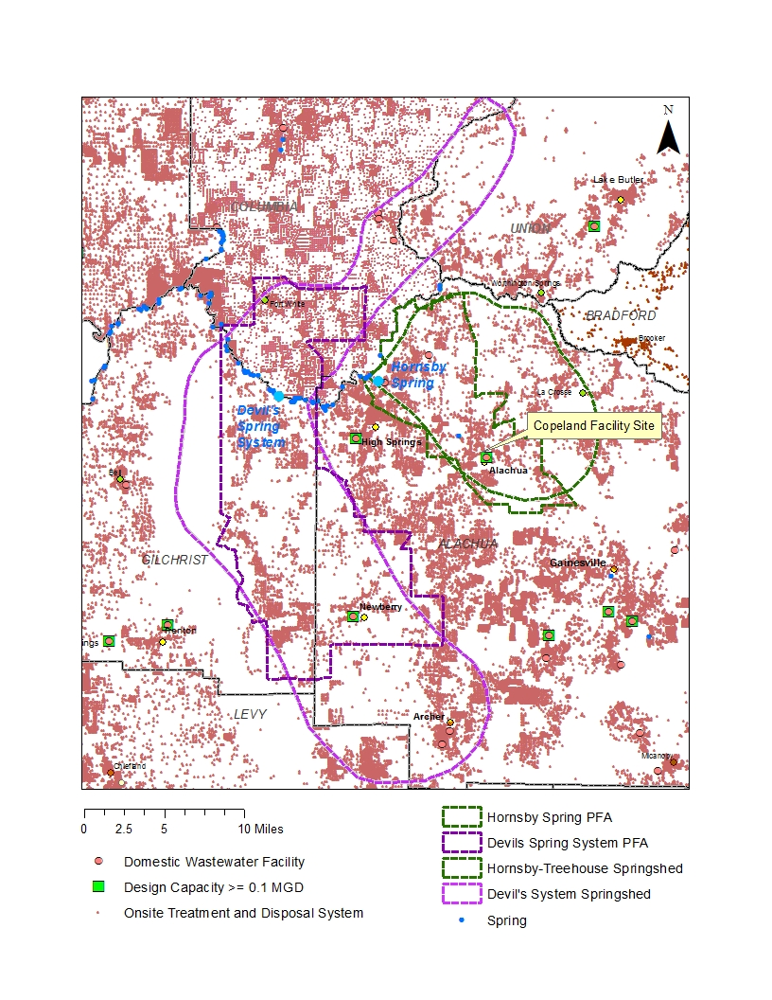 N
Lake Butler
COLUMBIA
UNION
Worthington Springs
Fort White
BRADFORD
Brooker
Hornsby
Spring
La Crosse
Devil's
Spring
System
Copeland Facility Site
High Springs
Alachua
Bell
ALACHUA
GILCHRIST
Gainesville
Newberry
Trenton
ings
LEVY
Archer
Micanopy
Chiefland
0 2.5 5 10 Miles
Domestic Wastewater Facility
Design Capacity >= 0.1 MGD
Onsite Treatment and Disposal System
Hornsby Spring PFA
Devils Spring System PFA
Hornsby-Treehouse Springshed
Devil's System Springshed
Spring